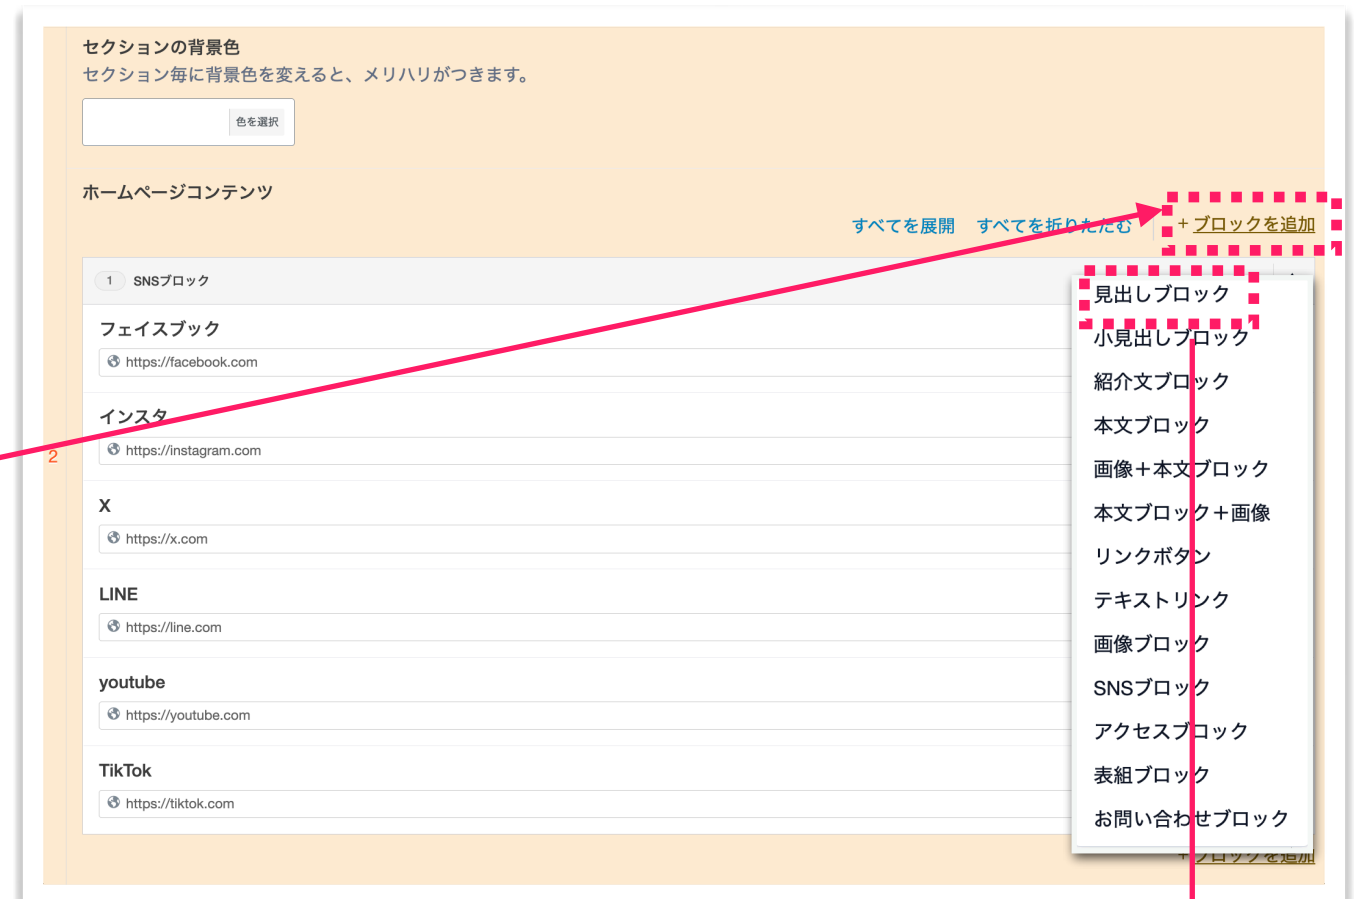 セクションの背景色
セクション毎に背景色を変えると、メリハリがつきます。
色を選択
ホームページコンテンツ
すべてを展開 すべてを折りたたむ + ブロックを追加
1 SNSブロック
フェイスブック
https://facebook.com
インスタ
https://instagram.com
X
https://x.com
LINE
https://line.com
youtube
https://youtube.com
TikTok
https://tiktok.com
2
見出しブロック
小見出しブロック
紹介文ブロック
本文ブロック
画像＋本文ブロック
本文ブロック＋画像
リンクボタン
テキストリンク
画像ブロック
SNSブロック
アクセスブロック
表組ブロック
お問い合わせブロック
+ ブロックを追加